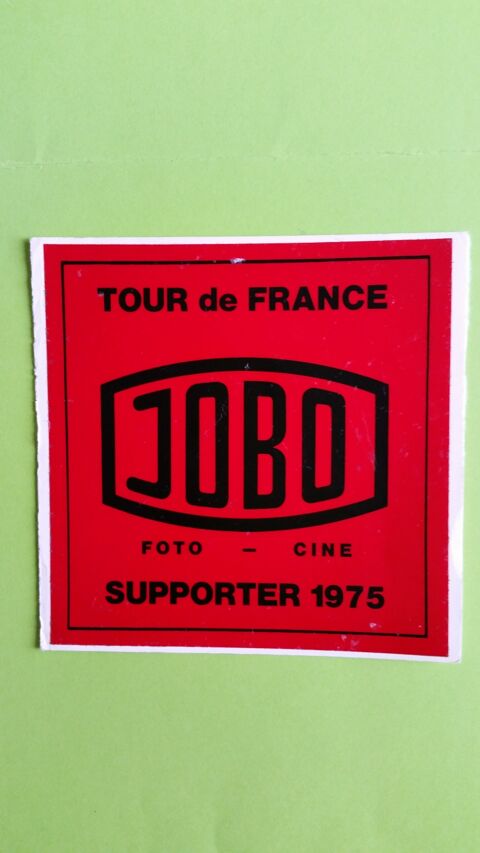 TOUR de FRANCE
JOBO
FOTO – CINE
SUPPORTER 1975